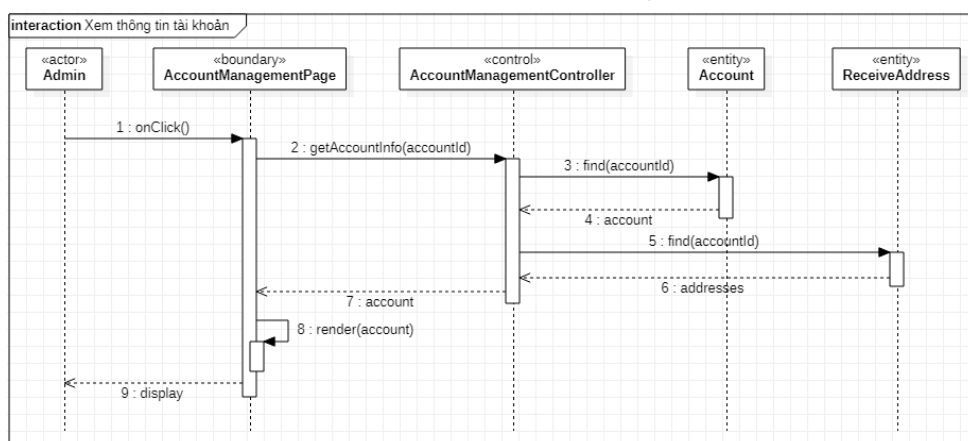 interaction Xem thông tin tài khoản
«actor»
Admin
«boundary»
AccountManagementPage
«control»
AccountManagementController
«entity»
Account
«entity»
ReceiveAddress
1 : onClick()
2 : getAccountInfo(accountId)
3 : find(accountId)
4 : account
5 : find(accountId)
6 : addresses
7 : account
8 : render(account)
9 : display